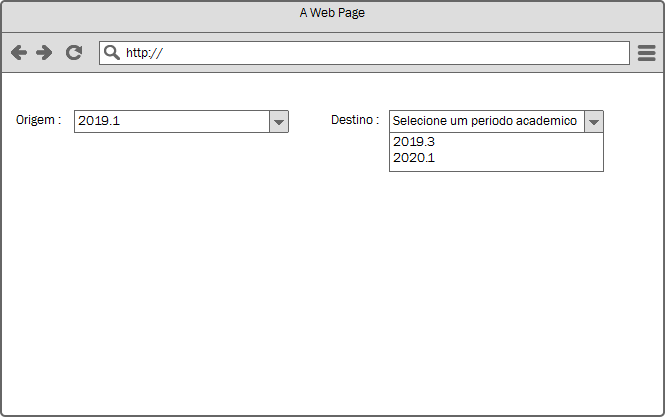 A Web Page
http://
Origem :
2019.1
Destino :
Selecione um periodo academico
2019.3
2020.1